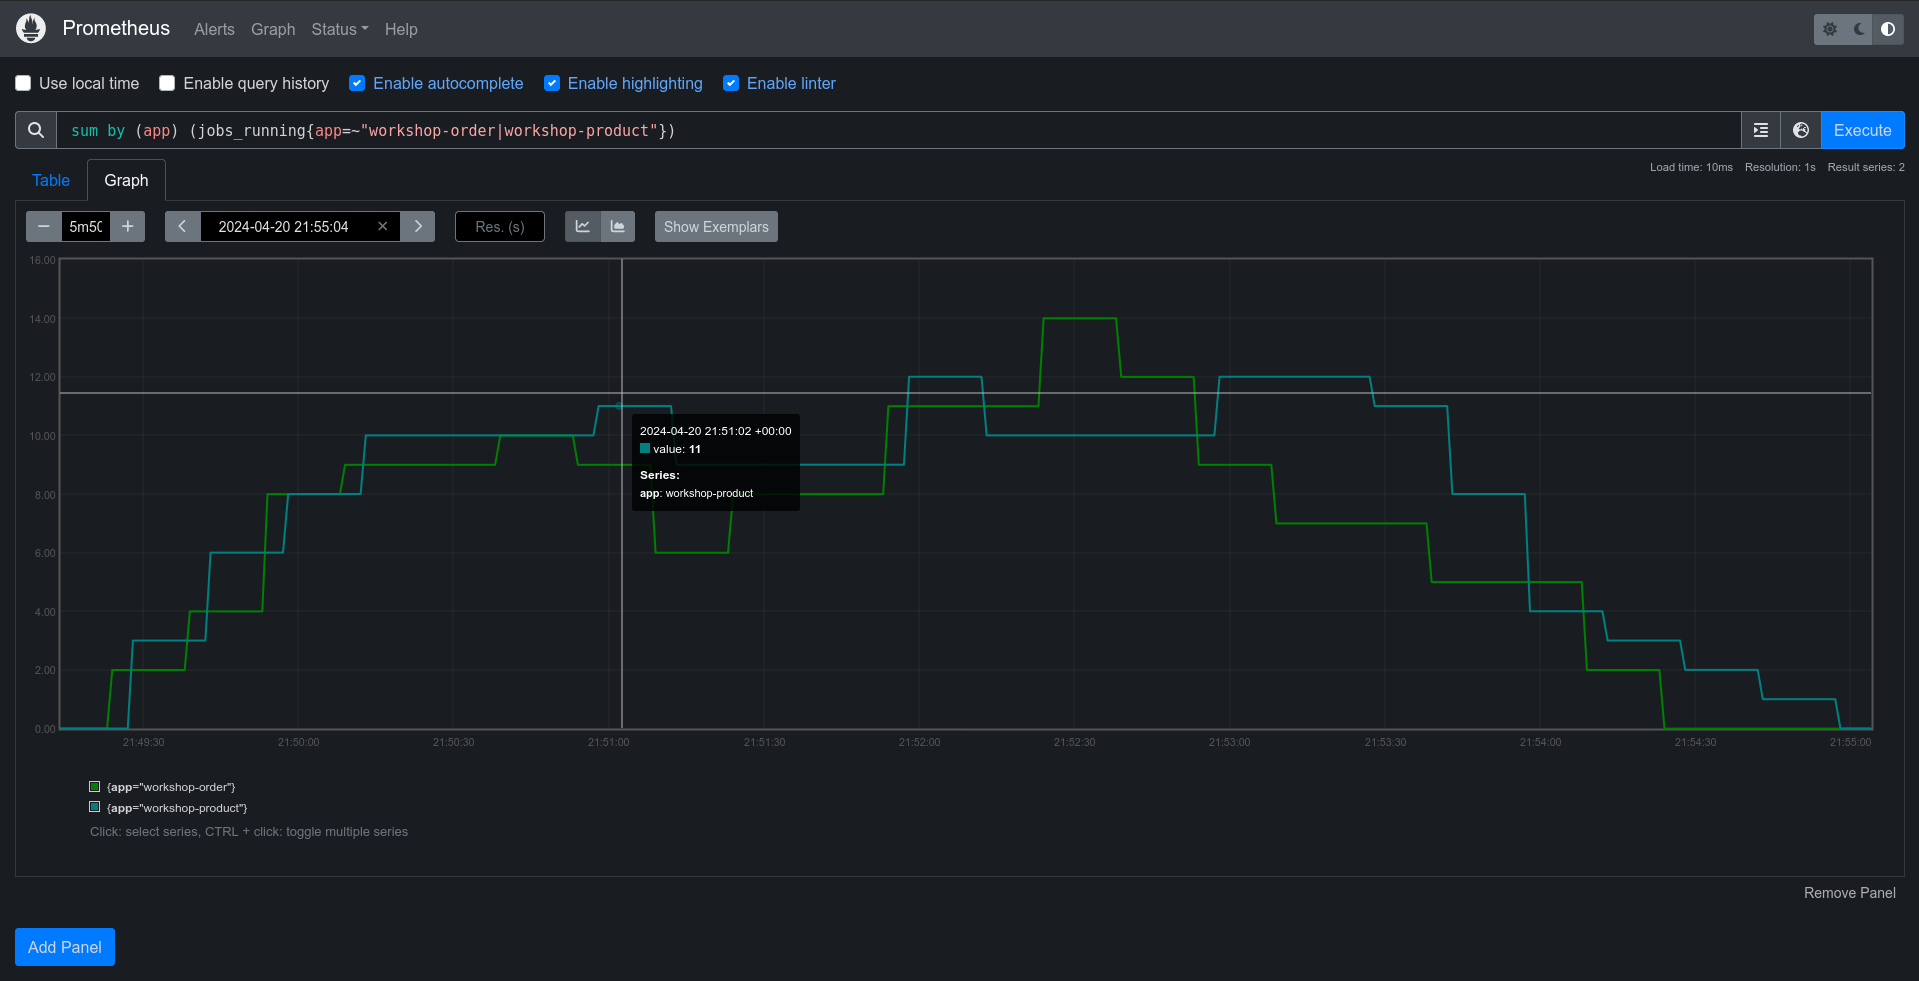 Prometheus Alerts Graph Status Help
Use local time Enable query history Enable autocomplete Enable highlighting Enable linter
sum by (app) (jobs_running{app=~"workshop-order|workshop-product"}) Execute
Load time: 10ms Resolution: 1s Result series: 2
Table Graph
5m50 2024-04-20 21:55:04 Res. (s) Show Exemplars
16.00
14.00
12.00
10.00
8.00
6.00
4.00
2.00
0.00
2024-04-20 21:51:02 +00:00
value: 11
Series:
app: workshop-product
21:49:30 21:50:00 21:50:30 21:51:00 21:51:30 21:52:00 21:52:30 21:53:00 21:53:30 21:54:00 21:54:30 21:55:00
{app="workshop-order"}
{app="workshop-product"}
Click: select series, CTRL + click: toggle multiple series
Remove Panel
Add Panel